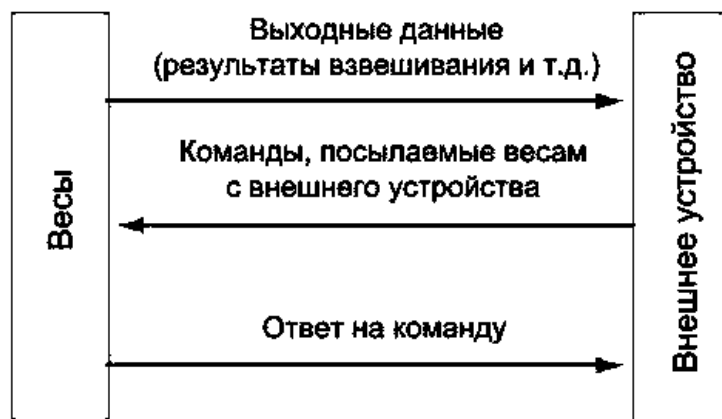 Выходные данные
(результаты взвешивания и т.д.)
Команды, посылаемые весам
с внешнего устройства
Ответ на команду
Весы
Внешнее устройство